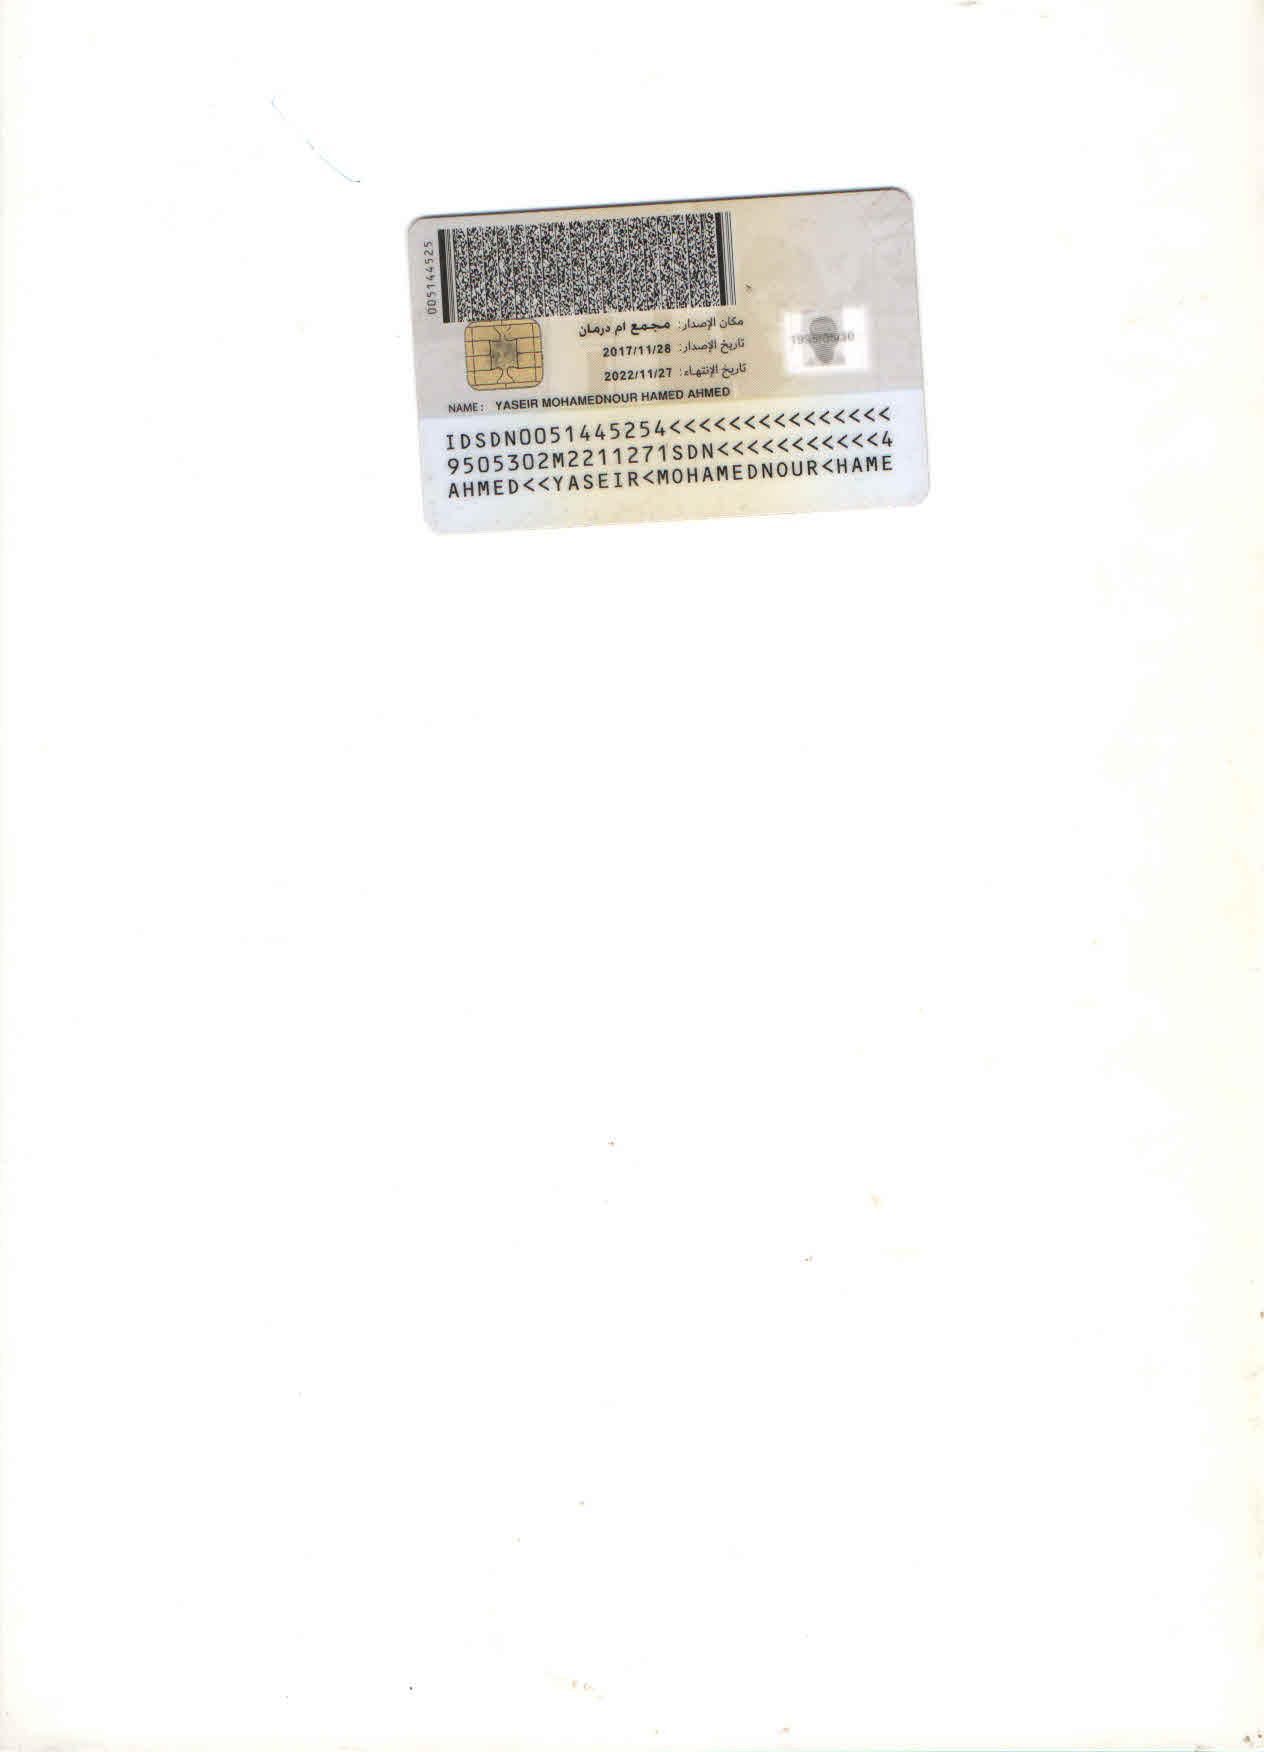 005144525
مكان الإصدار: مجمع ام درمان
تاريخ الإصدار: 2017/11/28
تاريخ الإنتهاء: 2022/11/27
NAME: YASEIR MOHAMEDNOUR HAMED AHMED
IDSDN0051445254<<<<<<<<<<<<<<<
9505302M2211271SDN<<<<<<<<<<<4
AHMED<<YASEIR<MOHAMEDNOUR<HAME